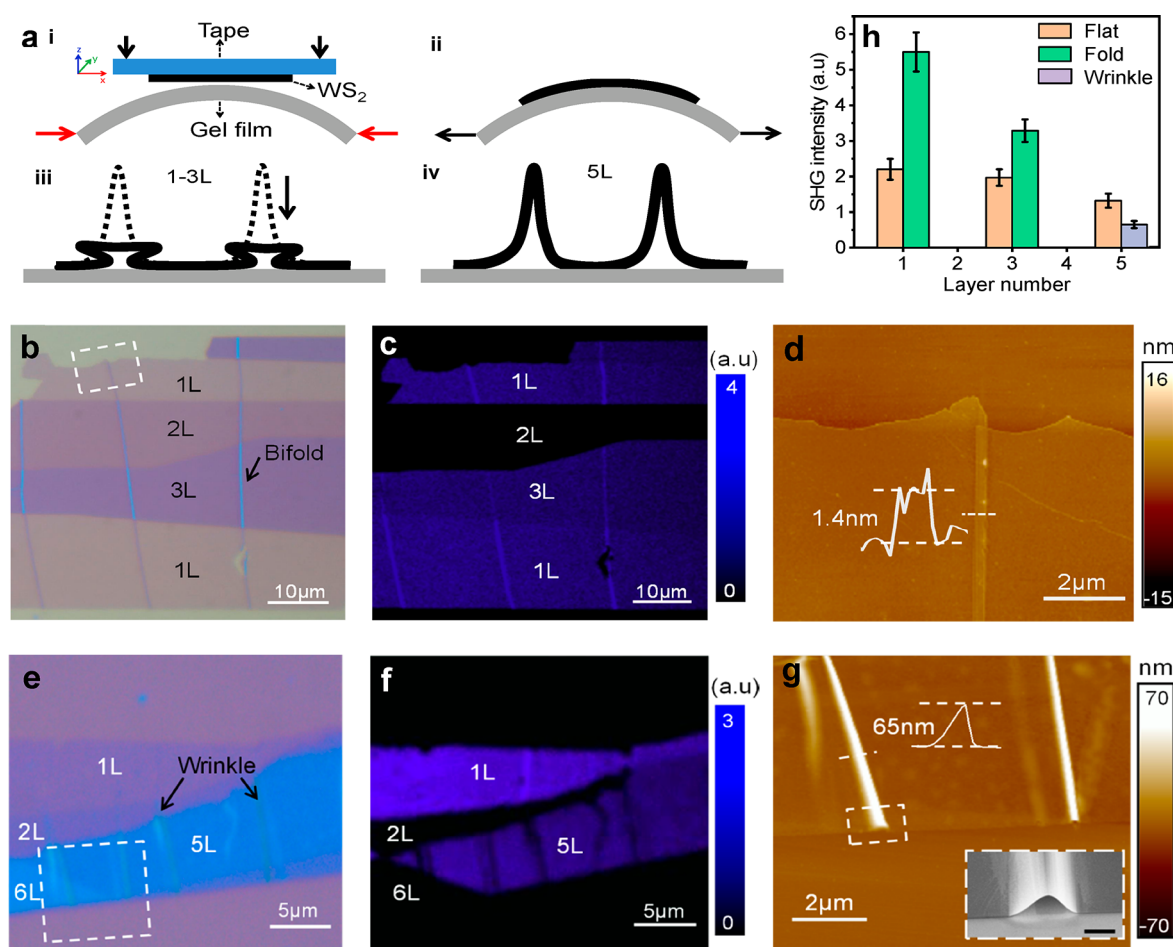 a
i
Tape
z
y
x
WS2
Gel film
ii
iii
1-3L
iv
5L
h
SHG intensity (a.u)
6
5
4
3
2
1
0
Flat
Fold
Wrinkle
1 2 3 4 5
Layer number
b
1L
2L
Bifold
3L
1L
10μm
c
1L
2L
3L
1L
10μm
(a.u)
4
0
d
1.4nm
2μm
nm
16
-15
e
1L
Wrinkle
2L
5L
6L
5μm
f
1L
2L
5L
6L
5μm
(a.u)
3
0
g
65nm
2μm
nm
70
-70